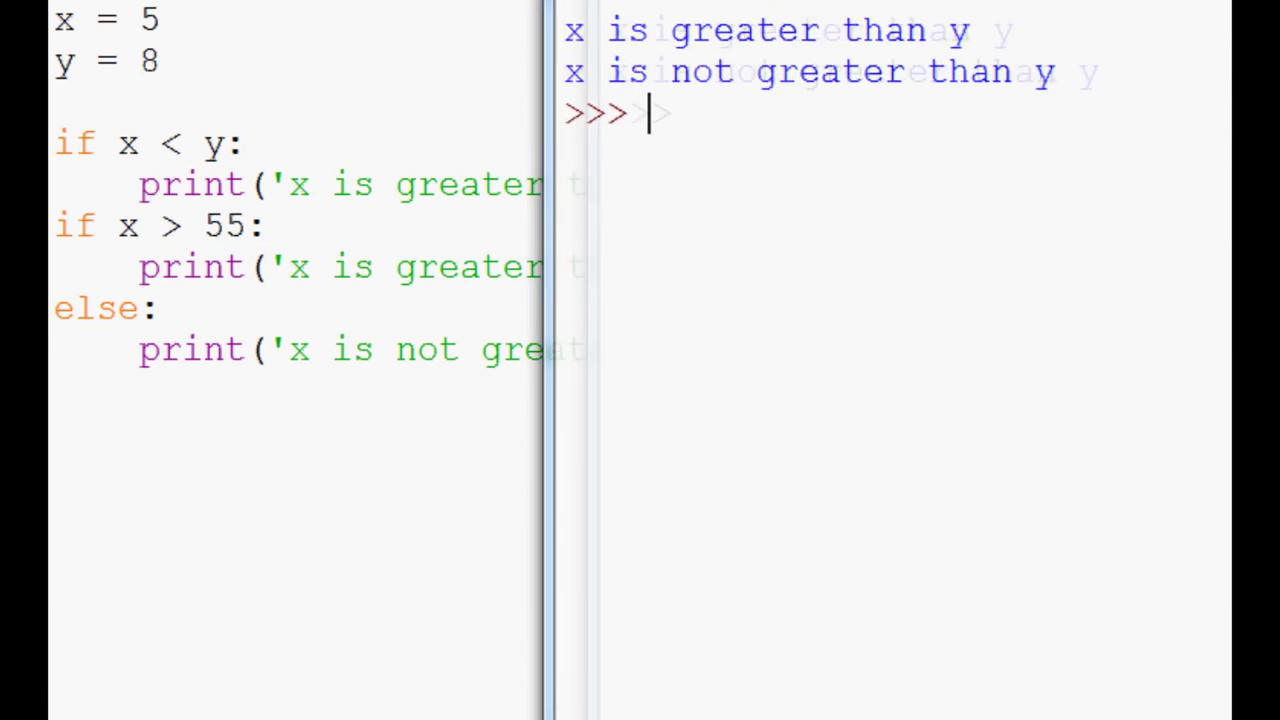 x = 5
y = 8
if x < y:
    print('x is greater
if x > 55:
    print('x is greater
else:
    print('x is not great
x is greater than y
x is not greater than y
>>>